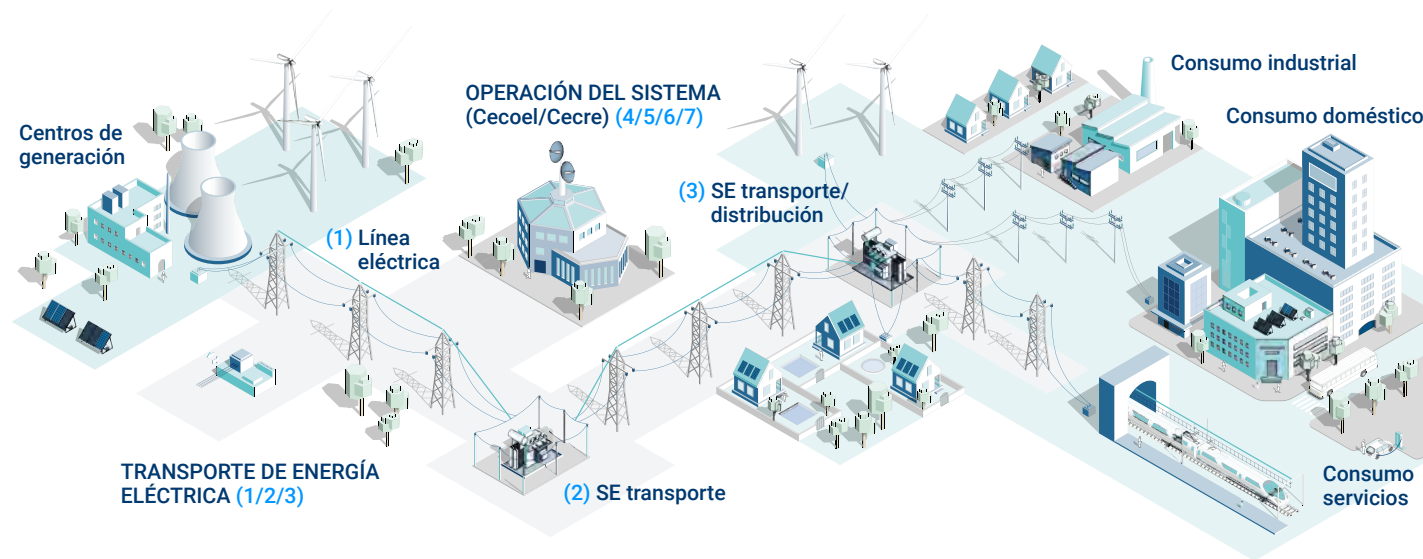 Centros de
generación
OPERACIÓN DEL SISTEMA
(Cecoel/Cecre) (4/5/6/7)
Consumo industrial
Consumo doméstico
(3) SE transporte/
distribución
(1) Línea
eléctrica
TRANSPORTE DE ENERGÍA
ELÉCTRICA (1/2/3)
(2) SE transporte
Consumo
servicios